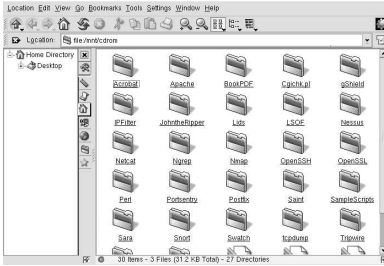 Location Edit View Go Bookmarks Tools Settings Window Help
Location: file:/mnt/cdrom
Home Directory
Desktop
Acrobat Apache BookPDF Cgichk.pl gShield
IPFilter JohntheRipper Lids LSOF Nessus
Netcat Ngrep Nmap OpenSSH OpenSSL
Perl Portsentry Postfix Saint SampleScripts
Sara Snort Swatch tcpdump Tripwire
30 Items - 3 Files (31.2 KB Total) - 27 Directories